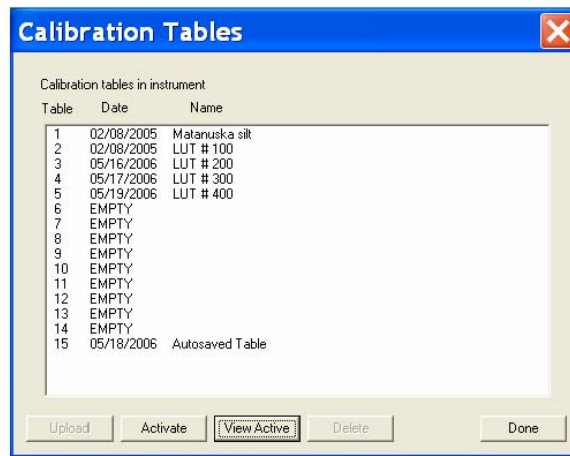 Calibration Tables
Calibration tables in instrument
Table Date Name
1 02/08/2005 Matanuska silt
2 02/08/2005 LUT # 100
3 05/16/2006 LUT # 200
4 05/17/2006 LUT # 300
5 05/19/2006 LUT # 400
6 EMPTY
7 EMPTY
8 EMPTY
9 EMPTY
10 EMPTY
11 EMPTY
12 EMPTY
13 EMPTY
14 EMPTY
15 05/18/2006 Autosaved Table
Upload Activate View Active Delete Done